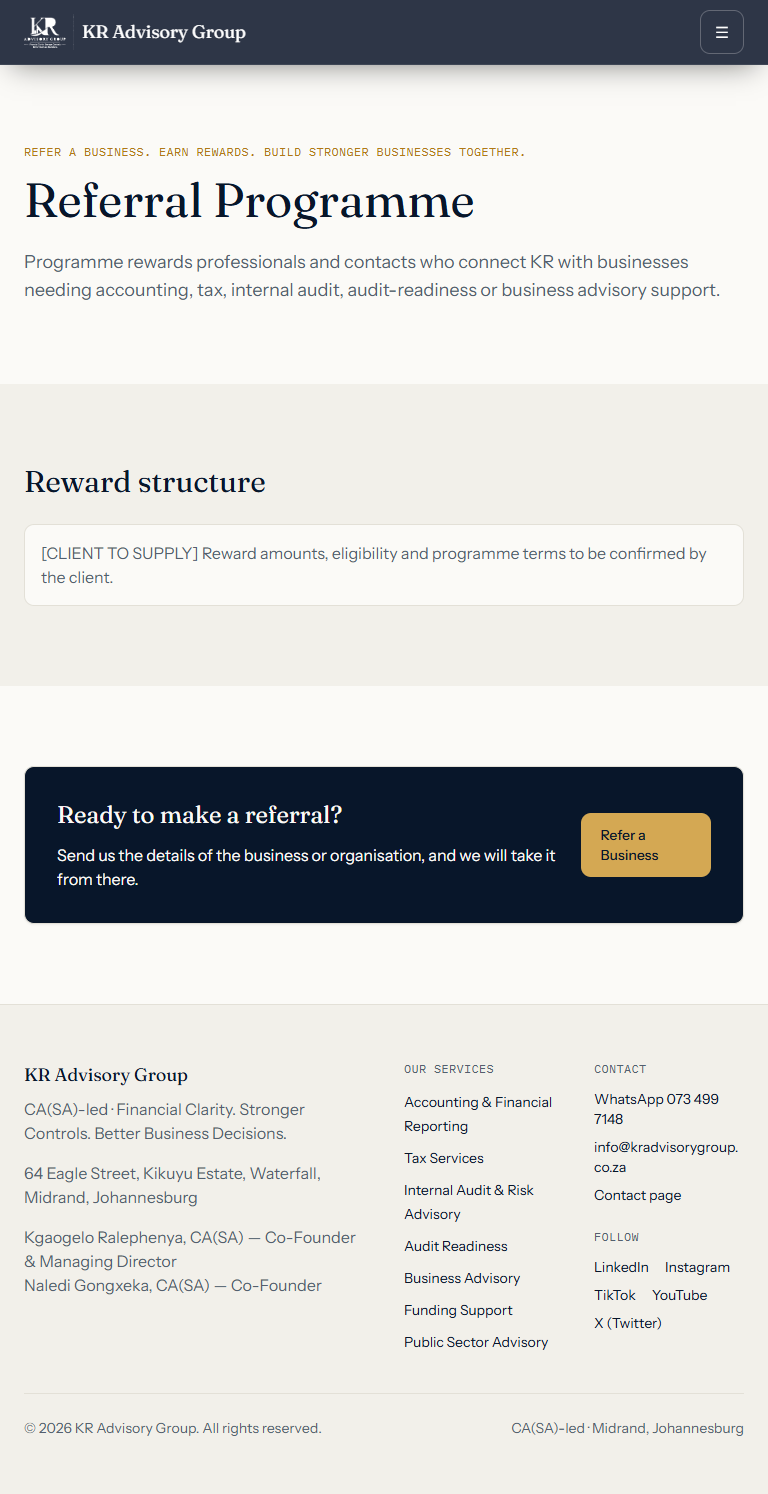 KR
ADVISORY GROUP
KR Advisory Group
☰
REFER A BUSINESS. EARN REWARDS. BUILD STRONGER BUSINESSES TOGETHER.
Referral Programme
Programme rewards professionals and contacts who connect KR with businesses
needing accounting, tax, internal audit, audit-readiness or business advisory support.
Reward structure
[CLIENT TO SUPPLY] Reward amounts, eligibility and programme terms to be confirmed by
the client.
Ready to make a referral?
Send us the details of the business or organisation, and we will take it
from there.
Refer a
Business
KR Advisory Group
CA(SA)-led · Financial Clarity. Stronger
Controls. Better Business Decisions.
64 Eagle Street, Kikuyu Estate, Waterfall,
Midrand, Johannesburg
Kgaogelo Ralephenya, CA(SA) — Co-Founder
& Managing Director
Naledi Gongxeka, CA(SA) — Co-Founder
OUR SERVICES
Accounting & Financial
Reporting
Tax Services
Internal Audit & Risk
Advisory
Audit Readiness
Business Advisory
Funding Support
Public Sector Advisory
CONTACT
WhatsApp 073 499
7148
info@kradvisorygroup.
co.za
Contact page
FOLLOW
LinkedIn Instagram
TikTok YouTube
X (Twitter)
© 2026 KR Advisory Group. All rights reserved.
CA(SA)-led · Midrand, Johannesburg